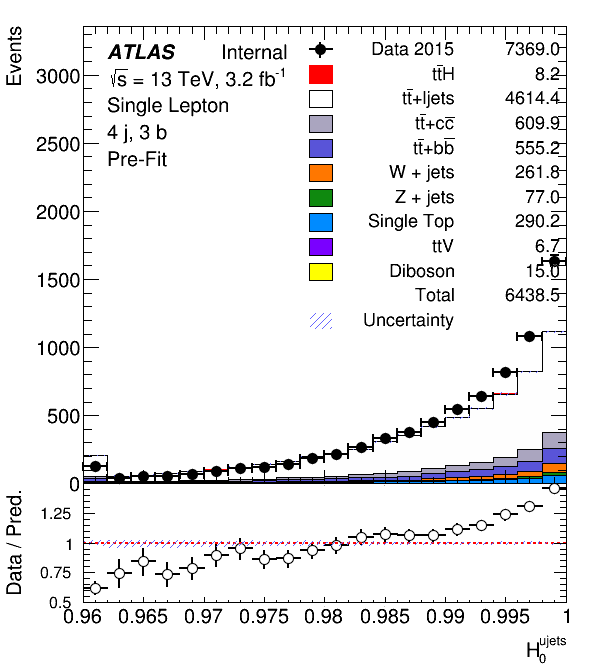 Events
3000
2500
2000
1500
1000
500
0
ATLAS Internal
√s = 13 TeV, 3.2 fb⁻¹
Single Lepton
4 j, 3 b
Pre-Fit
Data 2015 7369.0
tt̄H 8.2
tt̄+ljets 4614.4
tt̄+cc̄ 609.9
tt̄+bb̄ 555.2
W + jets 261.8
Z + jets 77.0
Single Top 290.2
ttV 6.7
Diboson 15.0
Total 6438.5
Uncertainty
Data / Pred.
1.25
1
0.75
0.5
0.96 0.965 0.97 0.975 0.98 0.985 0.99 0.995 1
H₀ᵘʲᵉᵗˢ